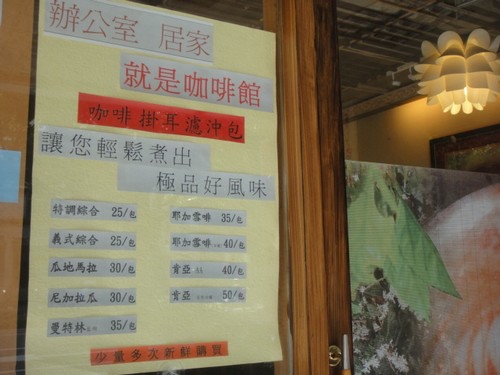 辦公室 居家
就是咖啡館
咖啡掛耳濾沖包
讓您輕鬆煮出
極品好風味
特調綜合 25/包
耶加雪啡 35/包
義式綜合 25/包
耶加雪啡 40/包
瓜地馬拉 30/包
肯亞 AA 40/包
尼加拉瓜 30/包
肯亞 50/包
曼特林 35/包
少量多次新鮮購買